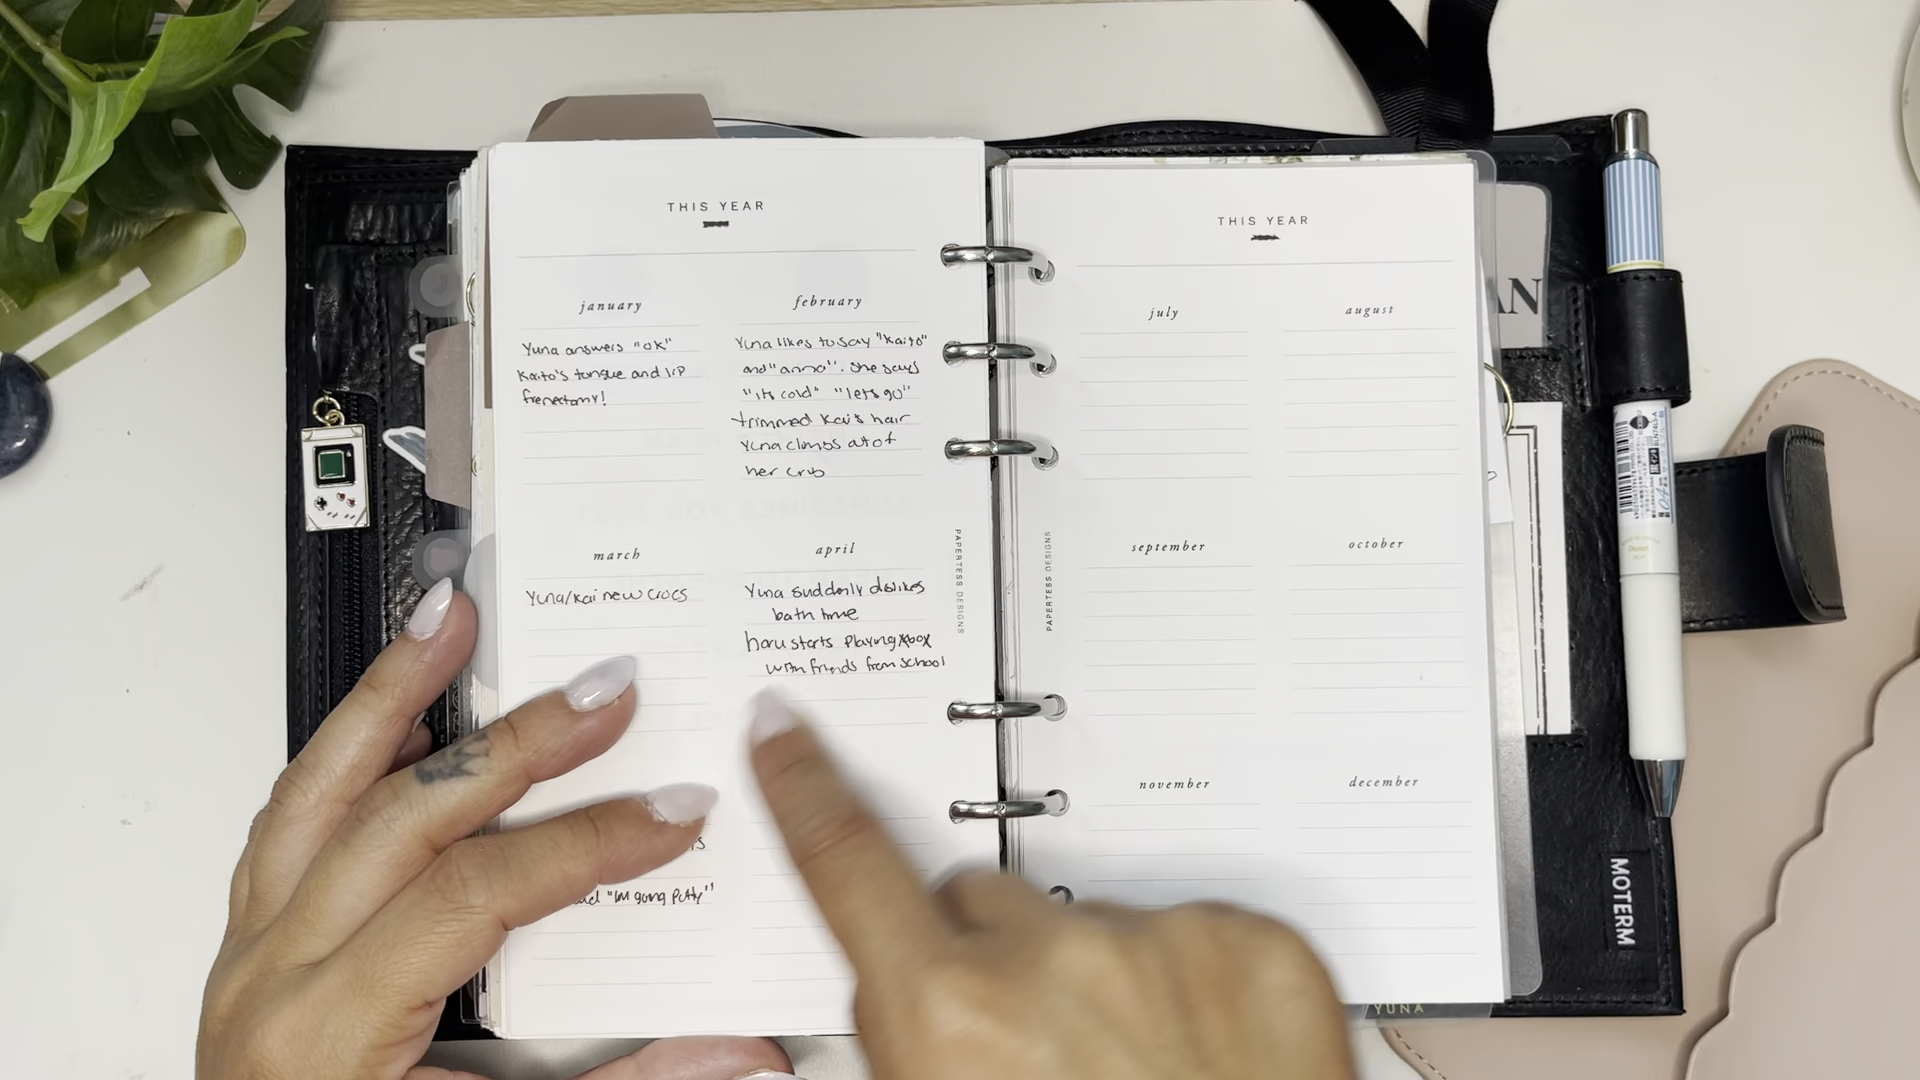 THIS YEAR
january
Yuna answers "ok"
Kaito's tongue and lip
frenectomy!
february
Yuna likes to say "Kaito"
and "anna". She says
"its cold" "lets go"
trimmed Kai's hair
Yuna climbs out of
her crib
march
Yuna/Kai new crocs
april
Yuna suddenly dislikes
bath time
haru starts playing xbox
with friends from school
"im going potty"
PAPERTESS DESIGNS
THIS YEAR
july
august
september
october
november
december
PAPERTESS DESIGNS
AN
MOTERM
YUNA